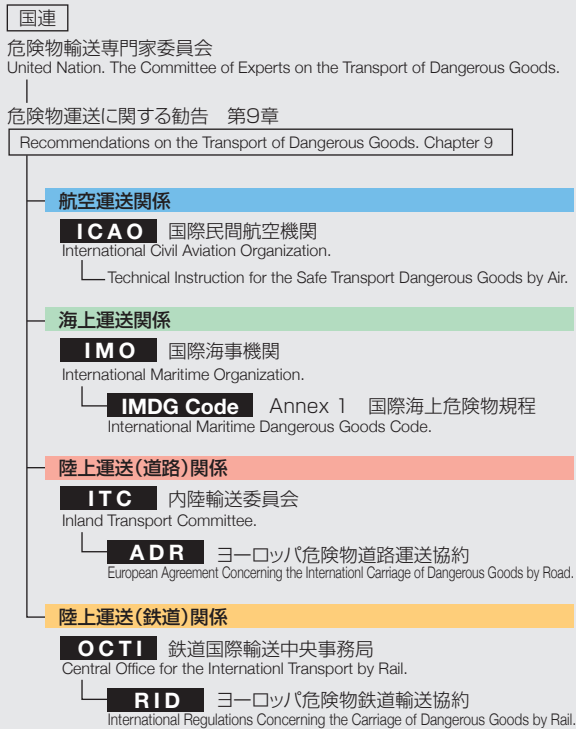 国連
危険物輸送専門家委員会
United Nation. The Committee of Experts on the Transport of Dangerous Goods.
危険物運送に関する勧告　第9章
Recommendations on the Transport of Dangerous Goods. Chapter 9
航空運送関係
ICAO 国際民間航空機関
International Civil Aviation Organization.
Technical Instruction for the Safe Transport Dangerous Goods by Air.
海上運送関係
IMO 国際海事機関
International Maritime Organization.
IMDG Code Annex 1　国際海上危険物規程
International Maritime Dangerous Goods Code.
陸上運送(道路)関係
ITC 内陸輸送委員会
Inland Transport Committee.
ADR ヨーロッパ危険物道路運送協約
European Agreement Concerning the Internationl Carriage of Dangerous Goods by Road.
陸上運送(鉄道)関係
OCTI 鉄道国際輸送中央事務局
Central Office for the Internationl Transport by Rail.
RID ヨーロッパ危険物鉄道輸送協約
International Regulations Concerning the Carriage of Dangerous Goods by Rail.